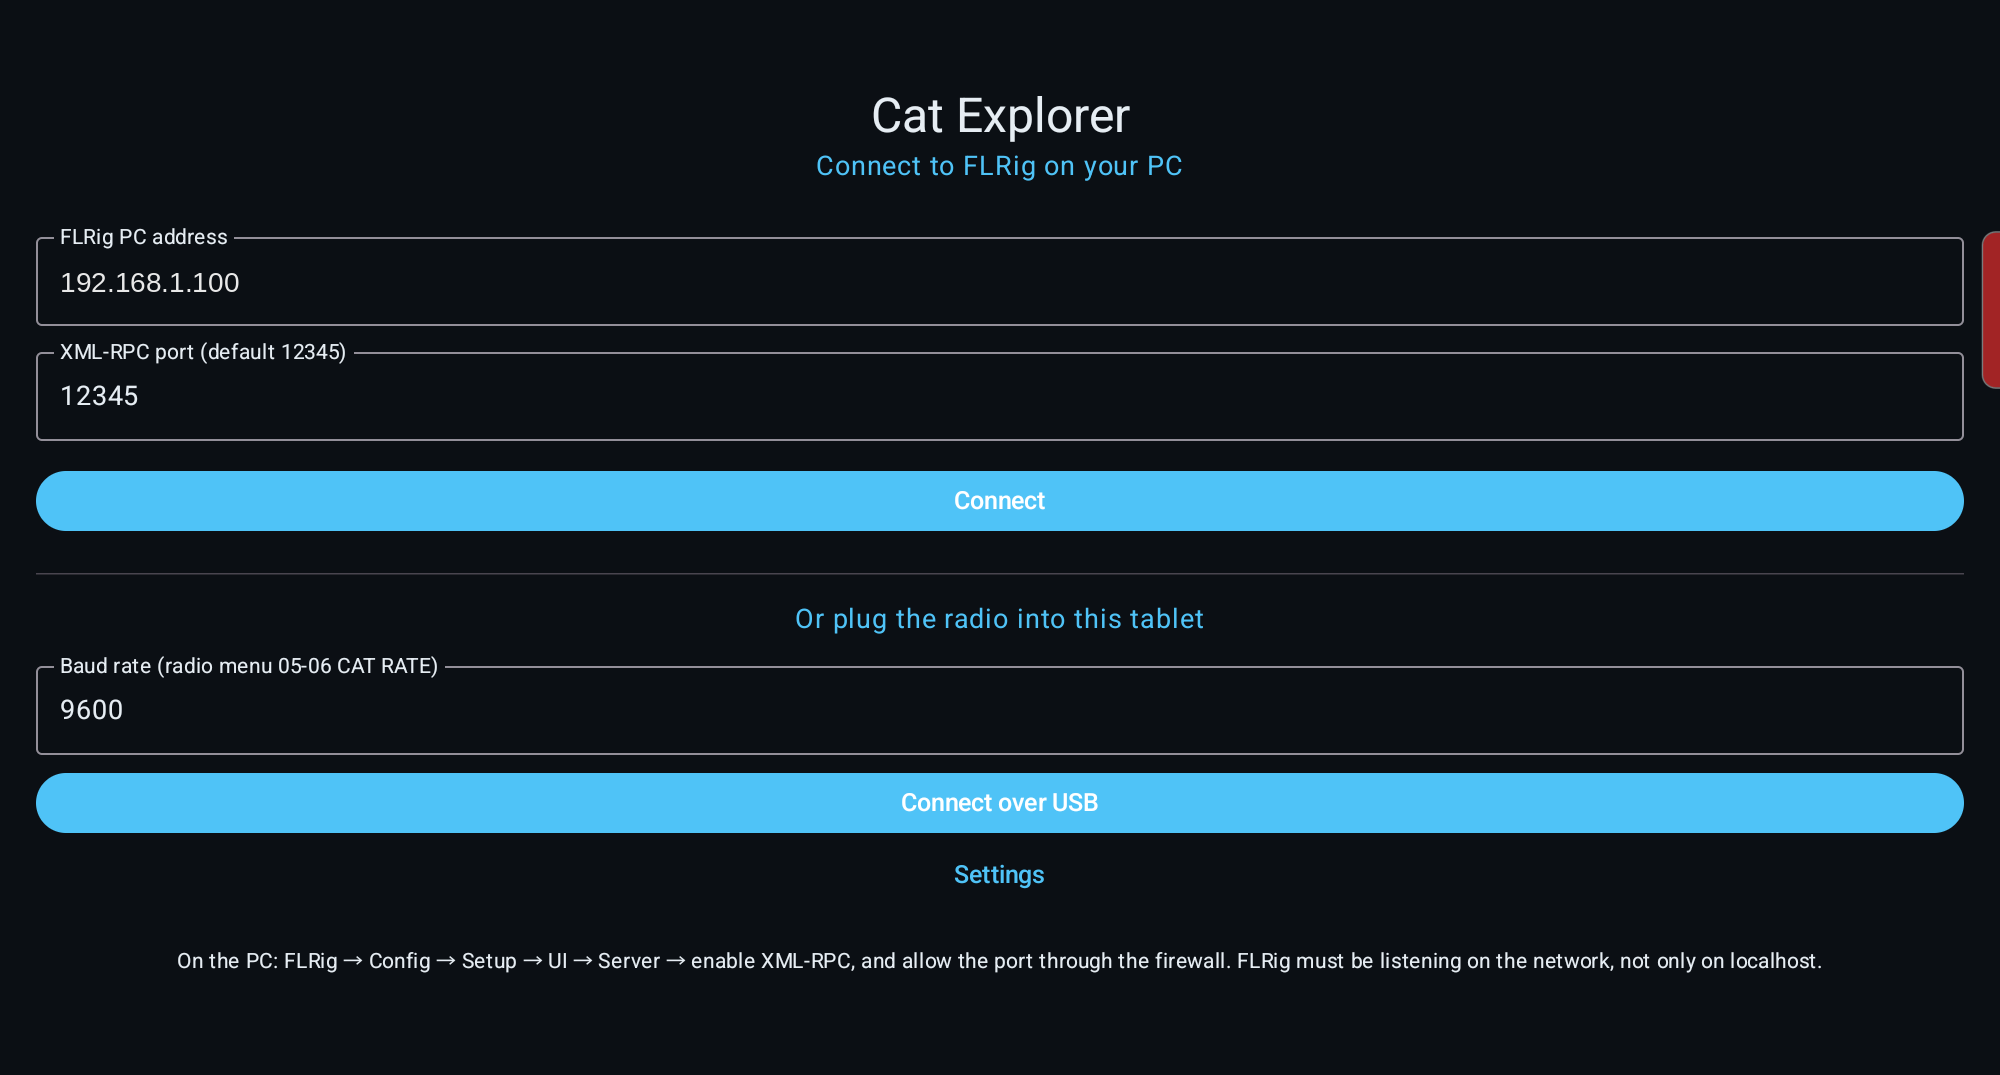 Cat Explorer
Connect to FLRig on your PC
FLRig PC address
192.168.1.100
XML-RPC port (default 12345)
12345
Connect
Or plug the radio into this tablet
Baud rate (radio menu 05-06 CAT RATE)
9600
Connect over USB
Settings
On the PC: FLRig → Config → Setup → UI → Server → enable XML-RPC, and allow the port through the firewall. FLRig must be listening on the network, not only on localhost.